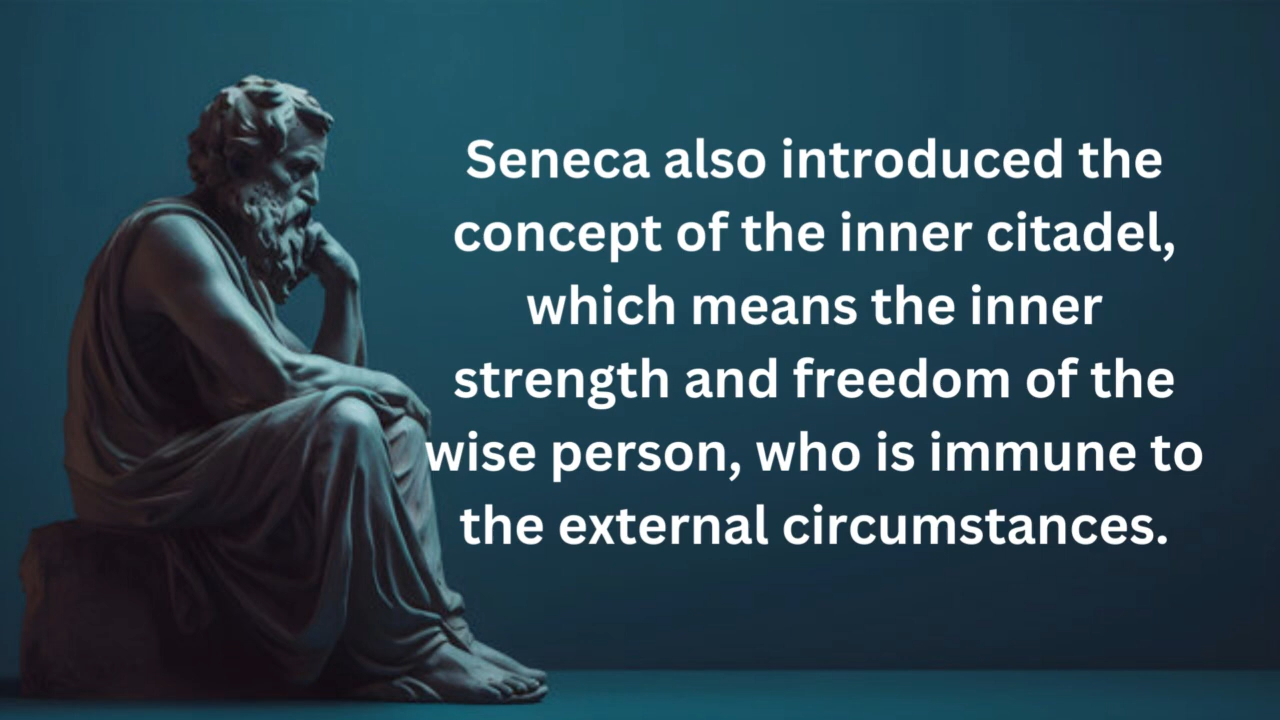 Seneca also introduced the
concept of the inner citadel,
which means the inner
strength and freedom of the
wise person, who is immune to
the external circumstances.